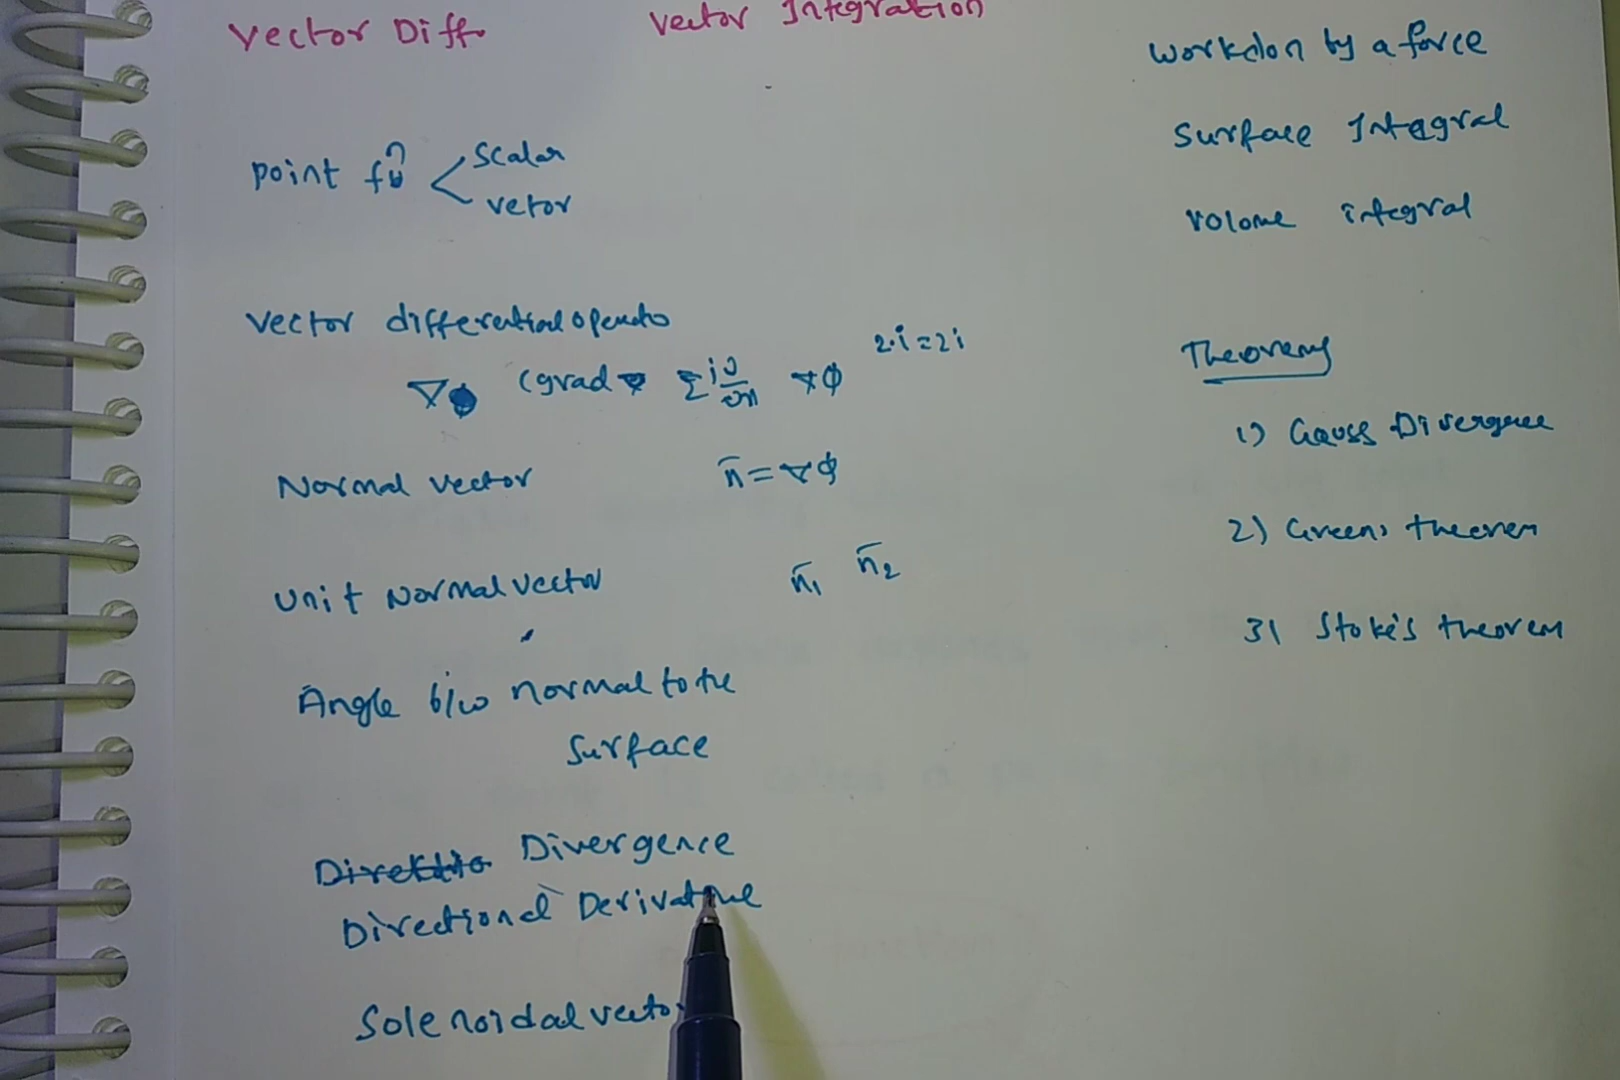 Vector Diff
Vector Integration
point fn
Scalar
vetor
Vector differential operato
∇ (grad Σ i∂/∂x ∇φ 2·i=2i
Normal vector n̄=∇φ
Unit Normal Vector n̄1 n̄2
Angle b/w normal to the
Surface
Divergence
Directional Derivative
Solenoidal vector
Workdon by a force
Surface Integral
Volome integral
Theorems
1) Gauss Divergence
2) Greens theorem
3) Stoke's theorem